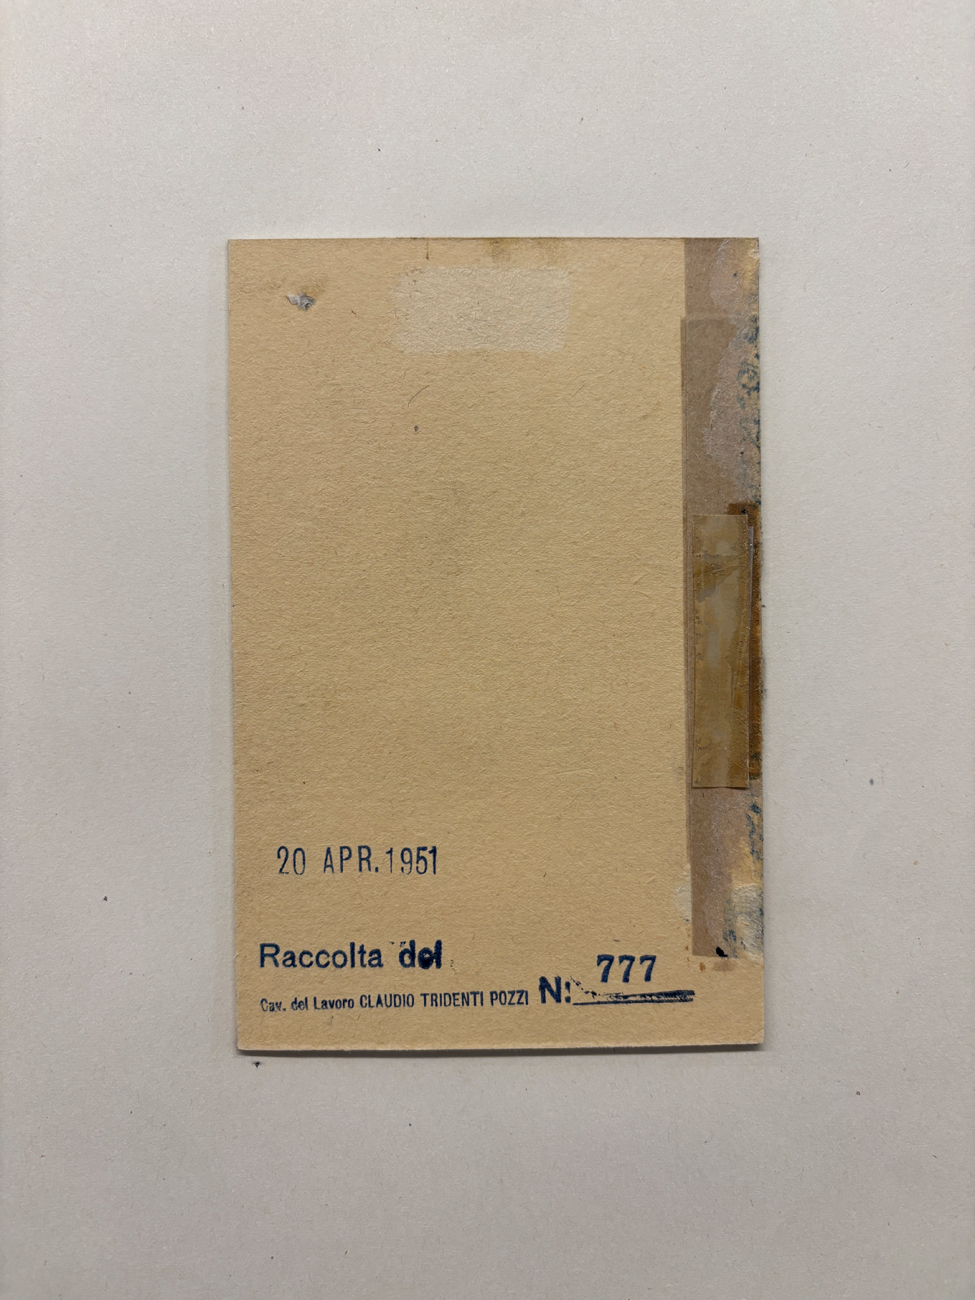 20 APR. 1951
Raccolta del
Cav. del Lavoro CLAUDIO TRIDENTI POZZI N: 777